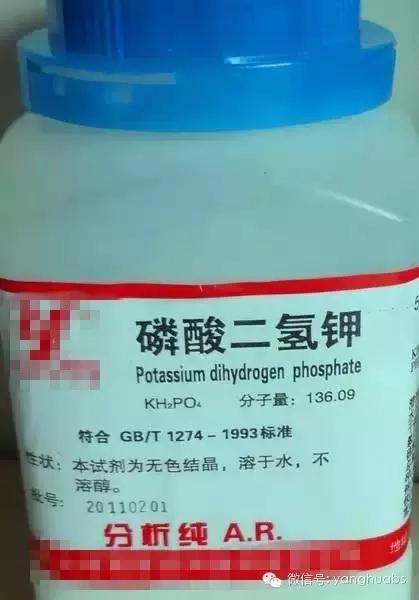 磷酸二氢钾
Potassium dihydrogen phosphate
KH₂PO₄ 分子量：136.09
符合 GB/T 1274-1993标准
性状：本试剂为无色结晶，溶于水，不
溶醇。
批号：20110201
分析纯 A.R.
微信号: yanghuabs